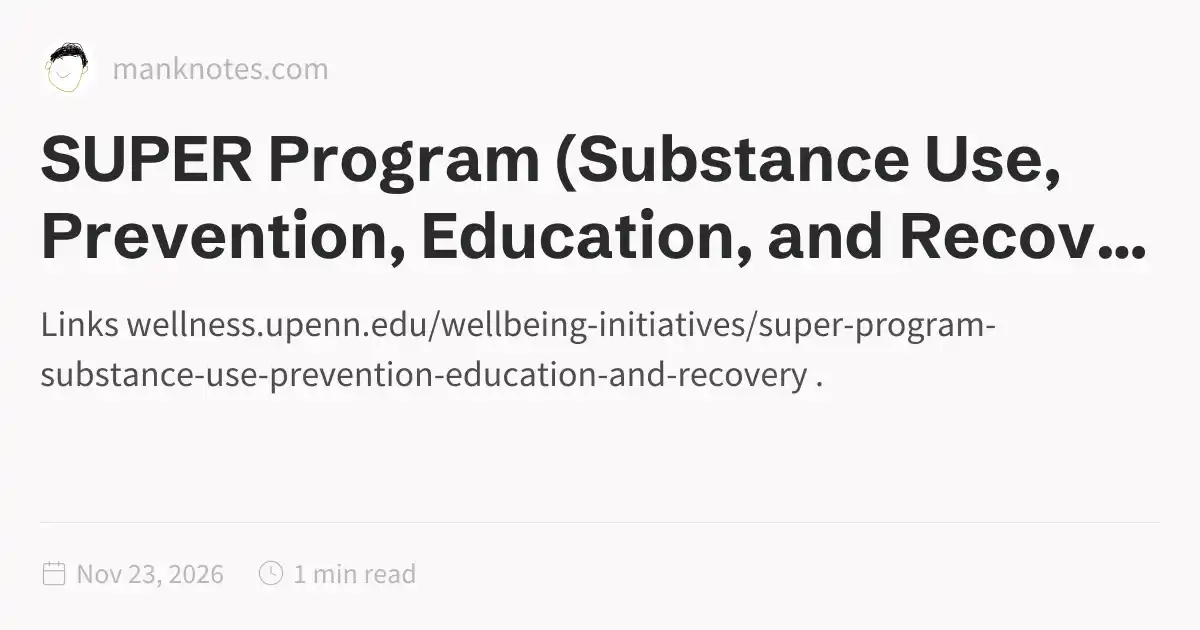 manknotes.com
SUPER Program (Substance Use,
Prevention, Education, and Recov…
Links wellness.upenn.edu/wellbeing-initiatives/super-program-
substance-use-prevention-education-and-recovery .
Nov 23, 2026 1 min read